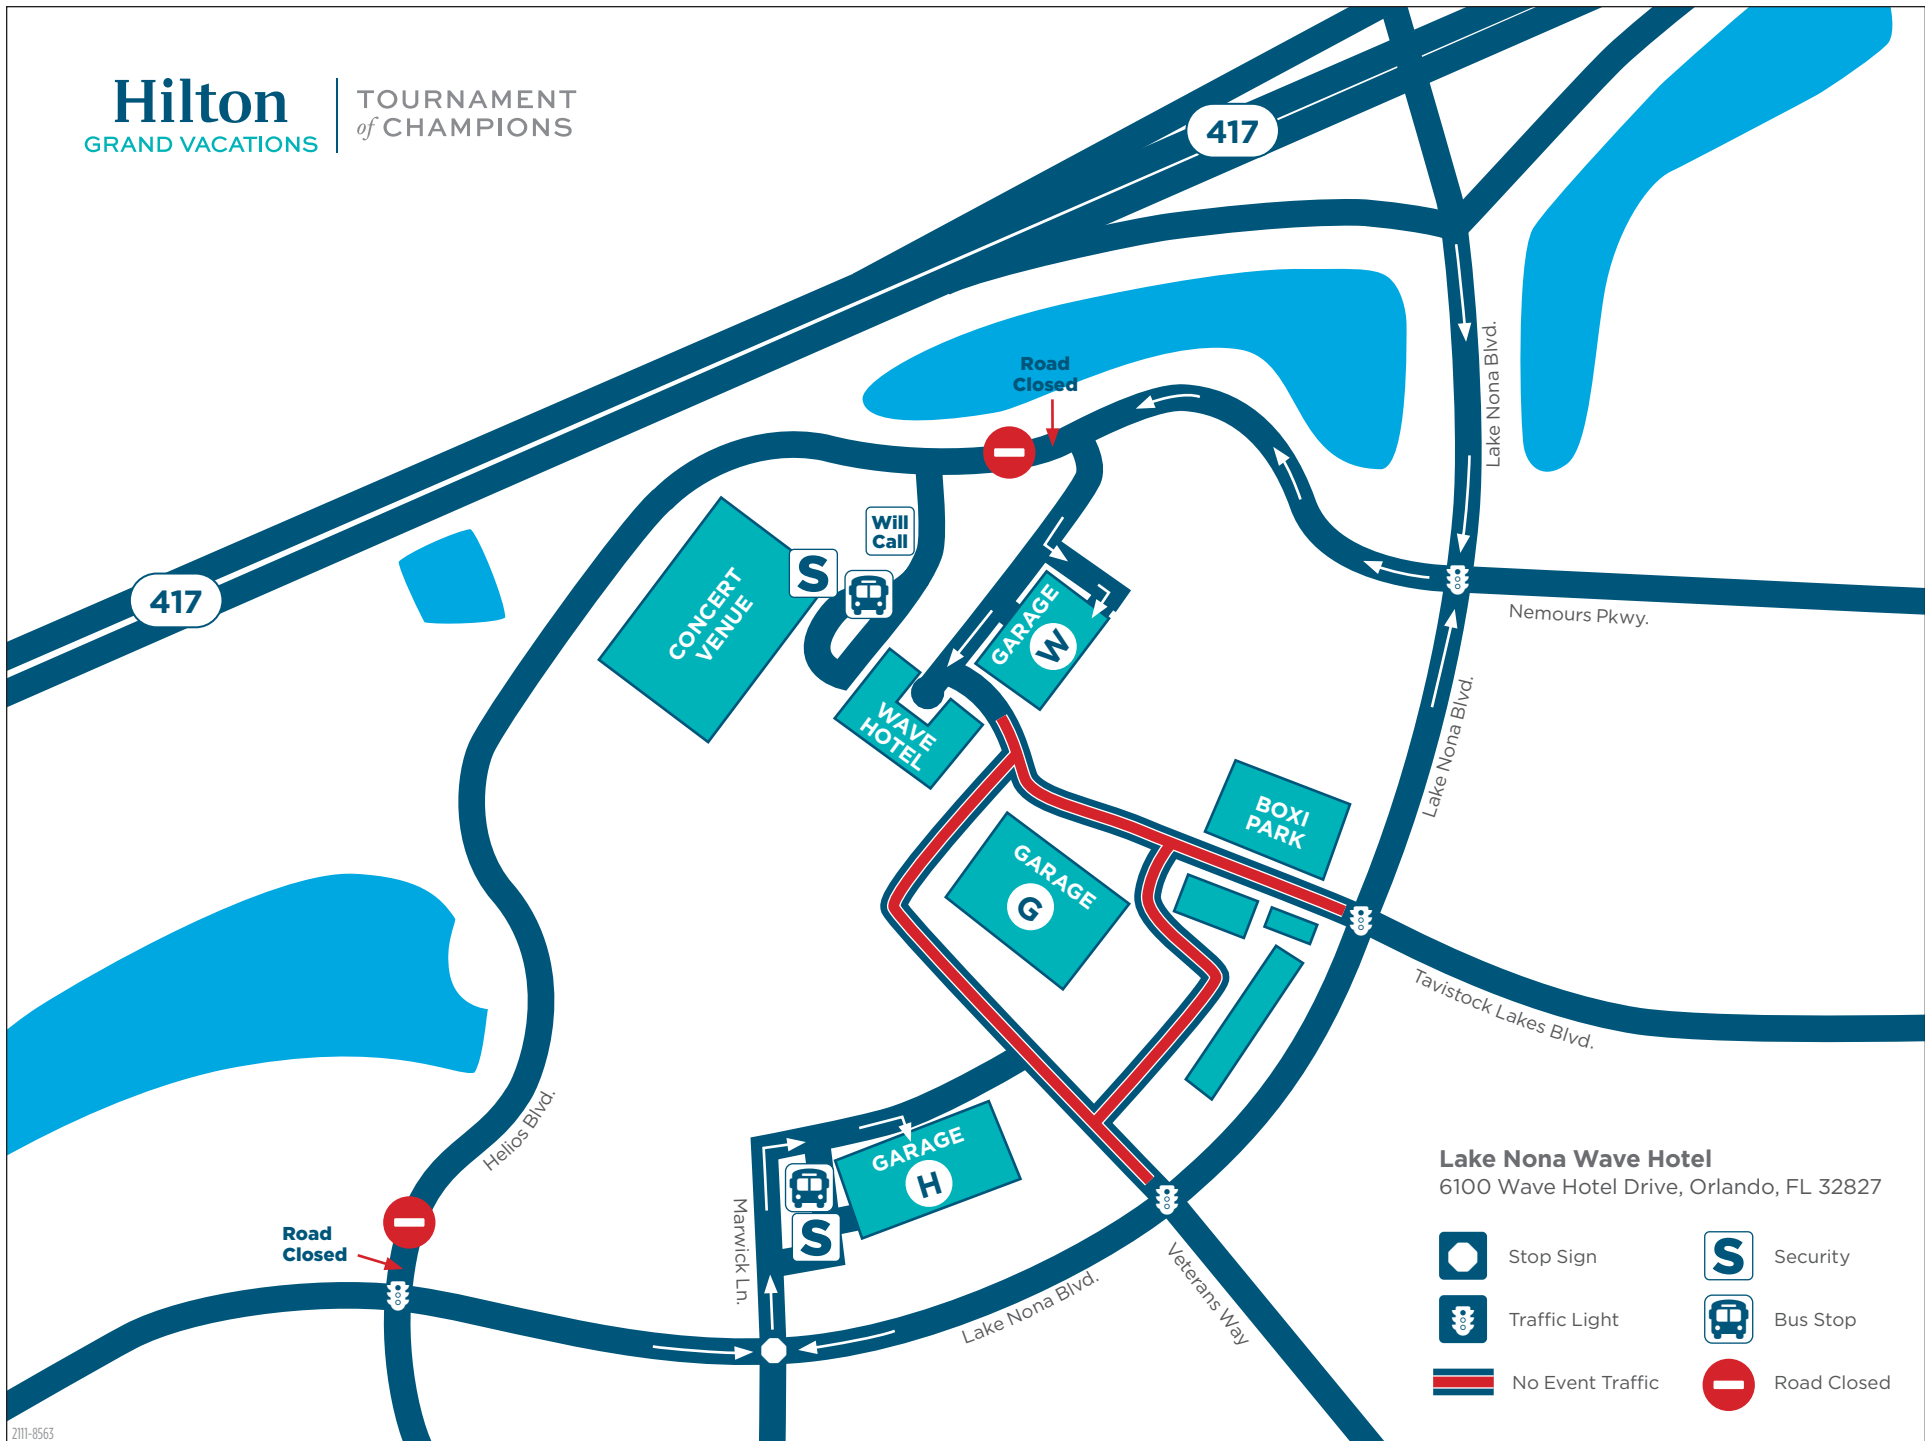 Hilton
GRAND VACATIONS
TOURNAMENT
of CHAMPIONS
417
Lake Nona Blvd.
Road
Closed
Will
Call
S
CONCERT
VENUE
417
GARAGE
W
Nemours Pkwy.
WAVE
HOTEL
Lake Nona Blvd.
BOXI
PARK
GARAGE
G
Tavistock Lakes Blvd.
Helios Blvd.
GARAGE
H
Road
Closed
S
Marwick Ln.
Lake Nona Blvd.
Veterans Way
Lake Nona Wave Hotel
6100 Wave Hotel Drive, Orlando, FL 32827
Stop Sign
S
Security
Traffic Light
Bus Stop
No Event Traffic
Road Closed
2111-8563